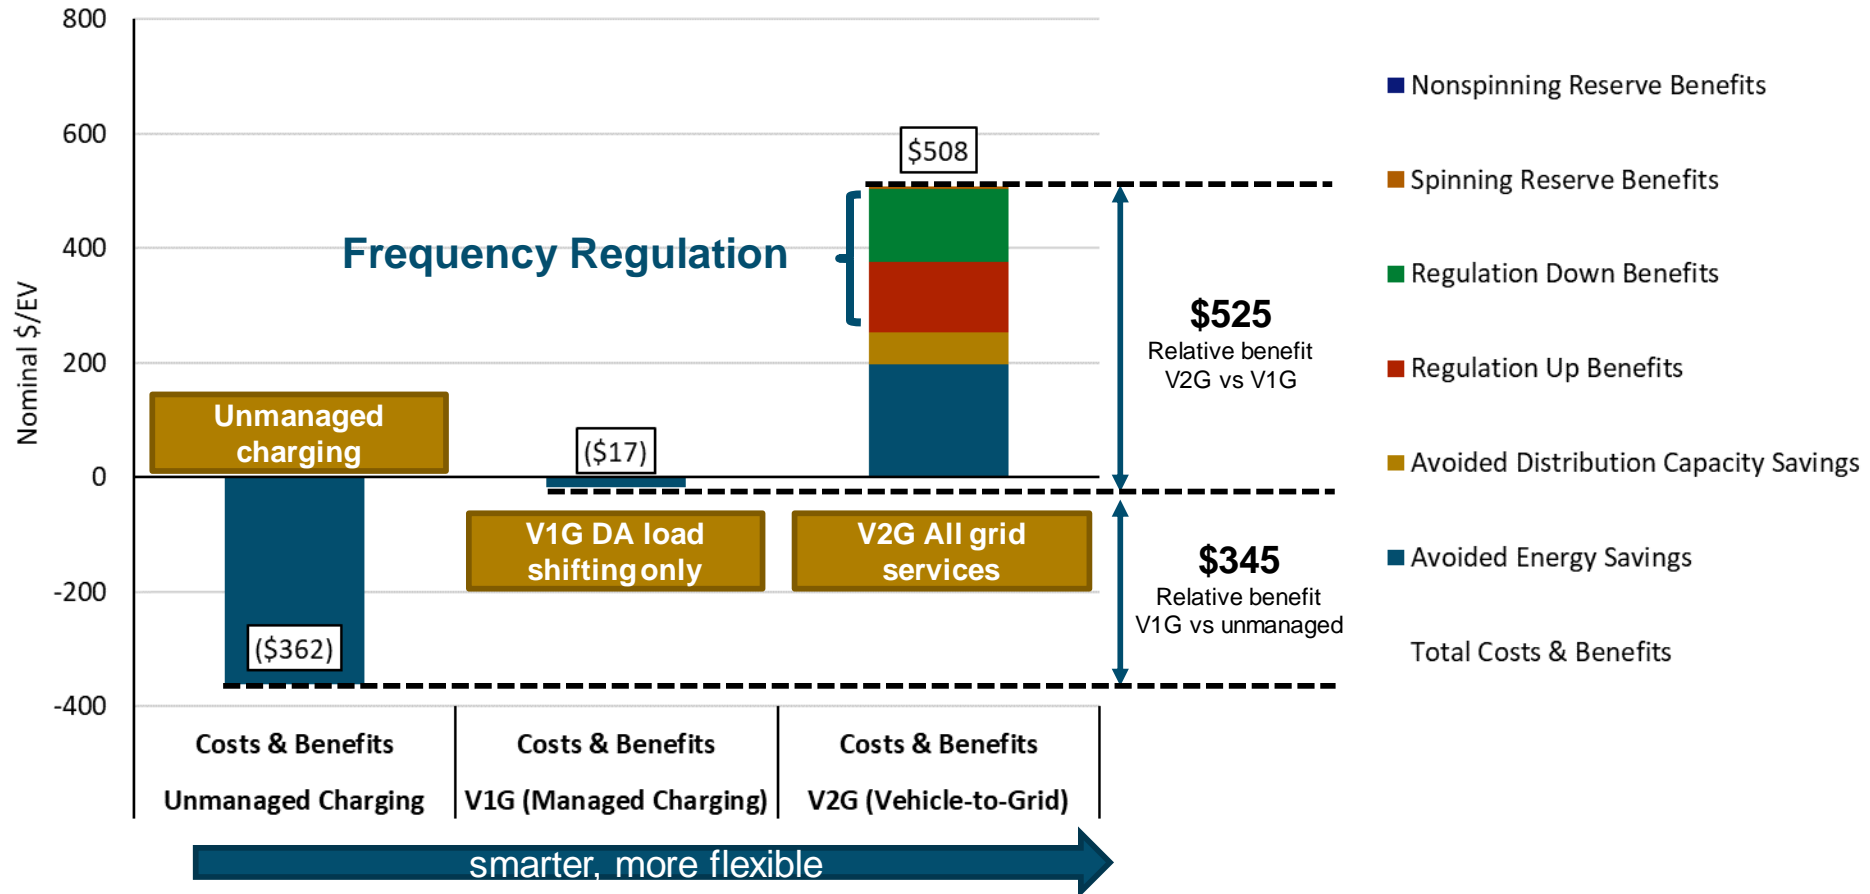 800
600
400
200
0
-200
-400
Nominal $/EV
$508
Frequency Regulation
Unmanaged
charging
($17)
($362)
V1G DA load
shifting only
V2G All grid
services
$525
Relative benefit
V2G vs V1G
$345
Relative benefit
V1G vs unmanaged
Nonspinning Reserve Benefits
Spinning Reserve Benefits
Regulation Down Benefits
Regulation Up Benefits
Avoided Distribution Capacity Savings
Avoided Energy Savings
Total Costs & Benefits
Costs & Benefits
Costs & Benefits
Costs & Benefits
Unmanaged Charging
V1G (Managed Charging)
V2G (Vehicle-to-Grid)
smarter, more flexible